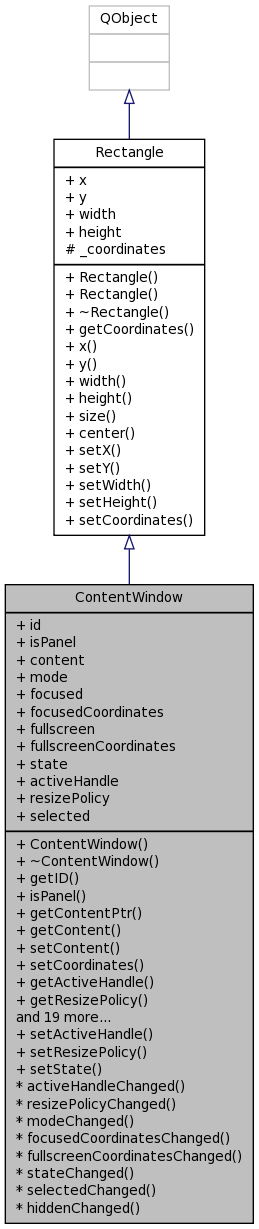 QObject
Rectangle
+ x
+ y
+ width
+ height
# _coordinates
+ Rectangle()
+ Rectangle()
+ ~Rectangle()
+ getCoordinates()
+ x()
+ y()
+ width()
+ height()
+ size()
+ center()
+ setX()
+ setY()
+ setWidth()
+ setHeight()
+ setCoordinates()
ContentWindow
+ id
+ isPanel
+ content
+ mode
+ focused
+ focusedCoordinates
+ fullscreen
+ fullscreenCoordinates
+ state
+ activeHandle
+ resizePolicy
+ selected
+ ContentWindow()
+ ~ContentWindow()
+ getID()
+ isPanel()
+ getContentPtr()
+ getContent()
+ setContent()
+ setCoordinates()
+ getActiveHandle()
+ getResizePolicy()
and 19 more...
+ setActiveHandle()
+ setResizePolicy()
+ setState()
* activeHandleChanged()
* resizePolicyChanged()
* modeChanged()
* focusedCoordinatesChanged()
* fullscreenCoordinatesChanged()
* stateChanged()
* selectedChanged()
* hiddenChanged()